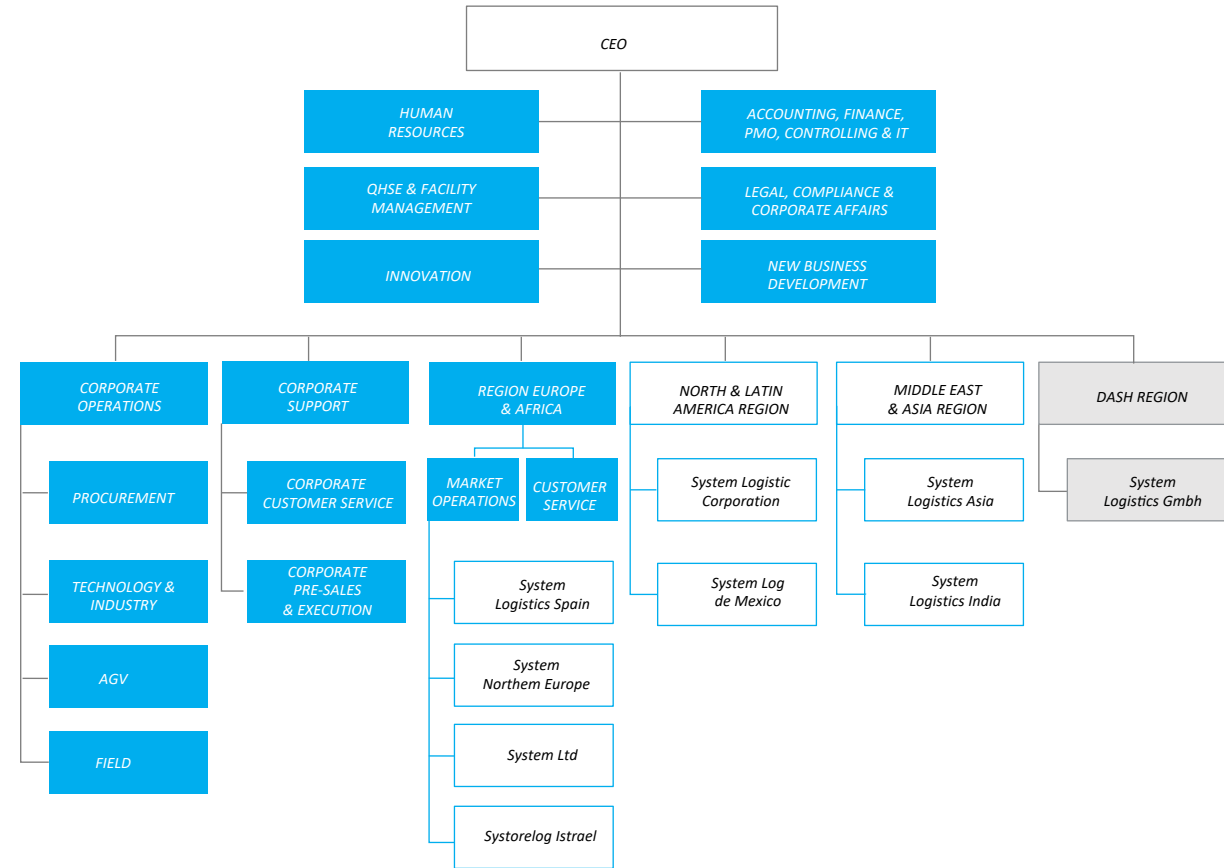 CEO
HUMAN
RESOURCES
ACCOUNTING, FINANCE,
PMO, CONTROLLING & IT
QHSE & FACILITY
MANAGEMENT
LEGAL, COMPLIANCE &
CORPORATE AFFAIRS
INNOVATION
NEW BUSINESS
DEVELOPMENT
CORPORATE
OPERATIONS
CORPORATE
SUPPORT
REGION EUROPE
& AFRICA
NORTH & LATIN
AMERICA REGION
MIDDLE EAST
& ASIA REGION
DASH REGION
PROCUREMENT
CORPORATE
CUSTOMER SERVICE
MARKET
OPERATIONS
CUSTOMER
SERVICE
System Logistic
Corporation
System
Logistics Asia
System
Logistics Gmbh
TECHNOLOGY &
INDUSTRY
CORPORATE
PRE-SALES
& EXECUTION
System
Logistics Spain
System Log
de Mexico
System
Logistics India
AGV
System
Northem Europe
FIELD
System Ltd
Systorelog Istrael